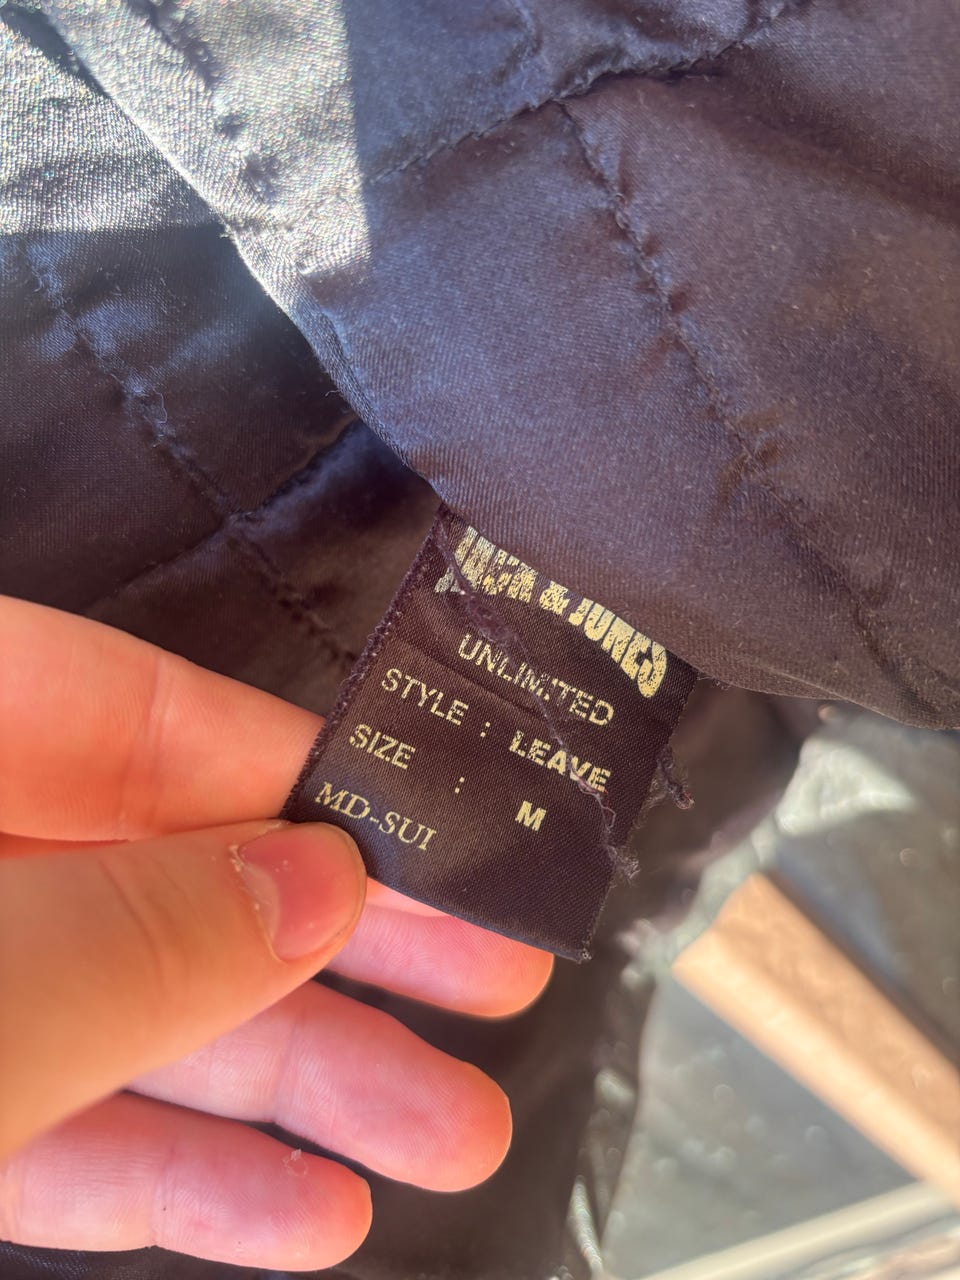 & JONES
UNLIMITED
STYLE : LEAVE
SIZE : M
MD-SUI